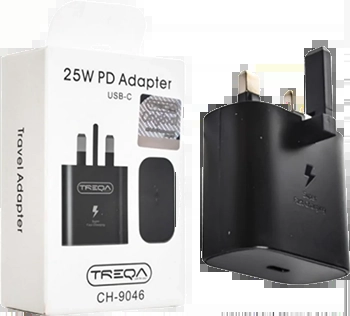 25W PD Adapter
USB-C
Travel Adapter
TREQA
TREQA
CH-9046